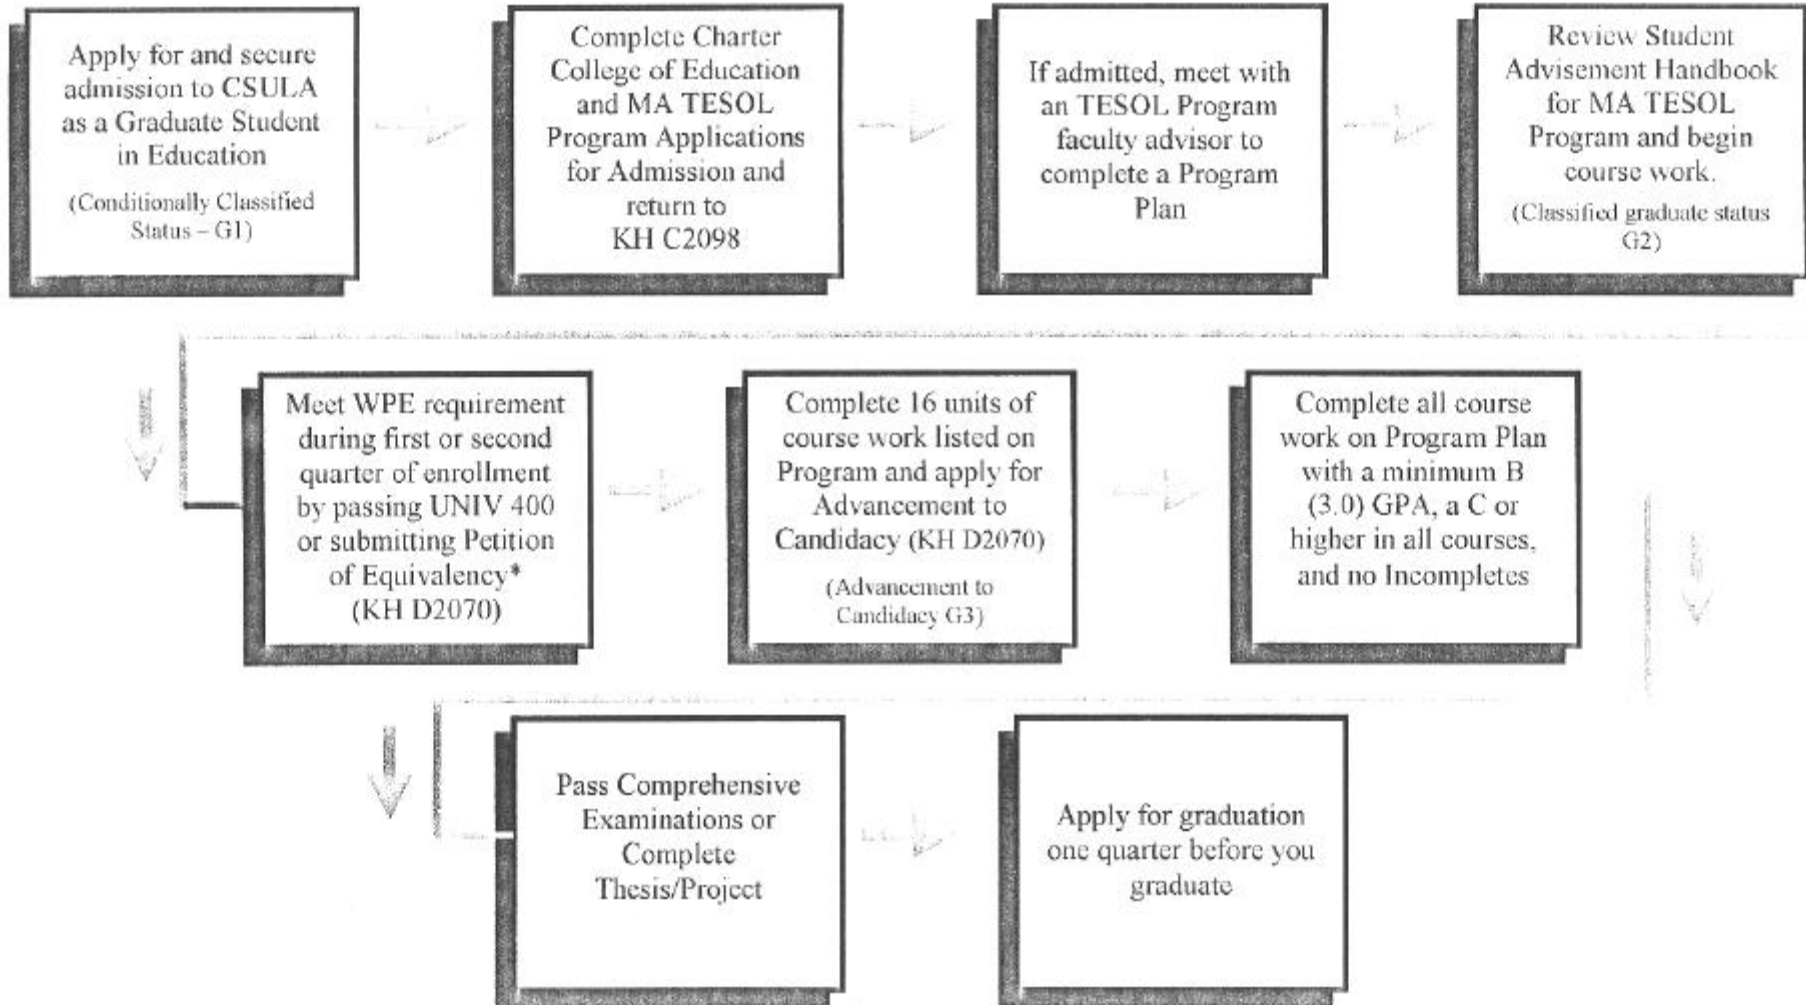 Apply for and secure
admission to CSULA
as a Graduate Student
in Education
(Conditionally Classified
Status – G1)
Complete Charter
College of Education
and MA TESOL
Program Applications
for Admission and
return to
KH C2098
If admitted, meet with
an TESOL Program
faculty advisor to
complete a Program
Plan
Review Student
Advisement Handbook
for MA TESOL
Program and begin
course work.
(Classified graduate status
G2)
Meet WPE requirement
during first or second
quarter of enrollment
by passing UNIV 400
or submitting Petition
of Equivalency*
(KH D2070)
Complete 16 units of
course work listed on
Program and apply for
Advancement to
Candidacy (KH D2070)
(Advancement to
Candidacy G3)
Complete all course
work on Program Plan
with a minimum B
(3.0) GPA, a C or
higher in all courses,
and no Incompletes
Pass Comprehensive
Examinations or
Complete
Thesis/Project
Apply for graduation
one quarter before you
graduate